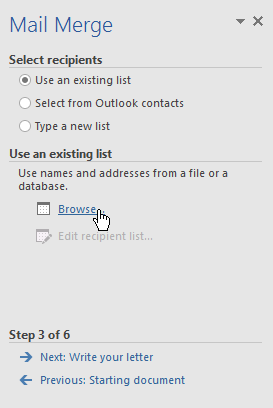 Mail Merge
Select recipients
Use an existing list
Select from Outlook contacts
Type a new list
Use an existing list
Use names and addresses from a file or a
database.
Browse...
Edit recipient list...
Step 3 of 6
Next: Write your letter
Previous: Starting document